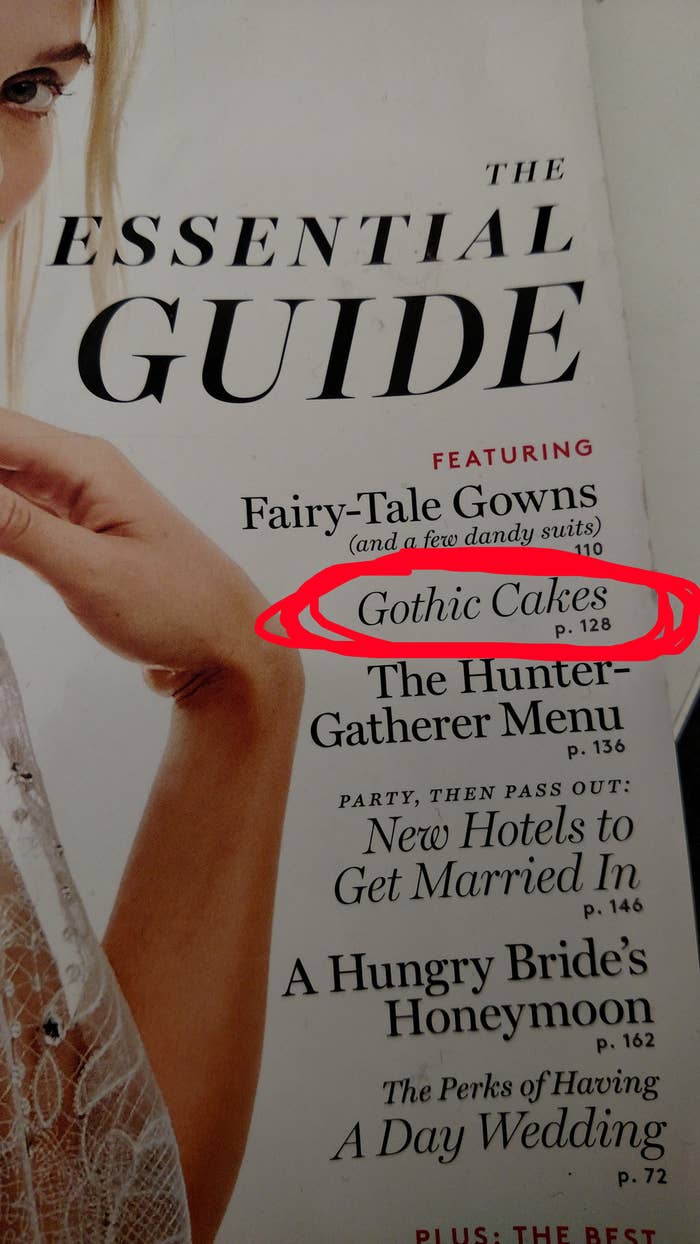 THE
ESSENTIAL
GUIDE
FEATURING
Fairy-Tale Gowns
(and a few dandy suits)
110
Gothic Cakes
p. 128
The Hunter-
Gatherer Menu
p. 136
PARTY, THEN PASS OUT:
New Hotels to
Get Married In
p. 146
A Hungry Bride's
Honeymoon
p. 162
The Perks of Having
A Day Wedding
p. 72
PLUS: THE BEST